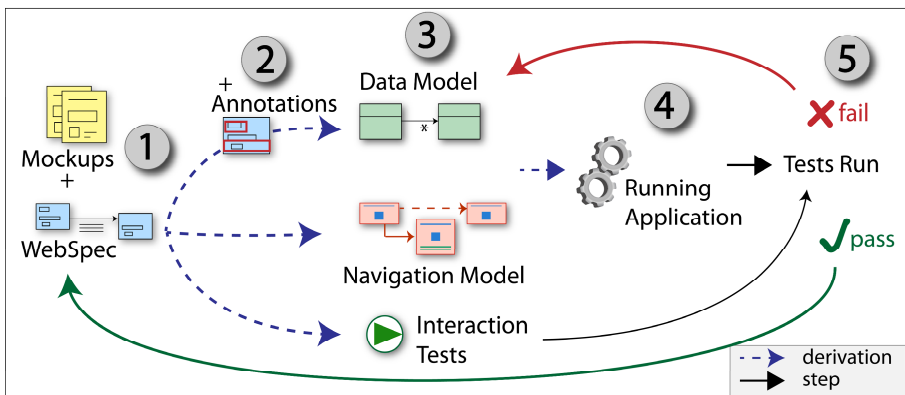 1
Mockups
+
WebSpec
2
+
Annotations
3
Data Model
*
Navigation Model
Interaction
Tests
4
Running
Application
5
fail
Tests Run
pass
derivation
step